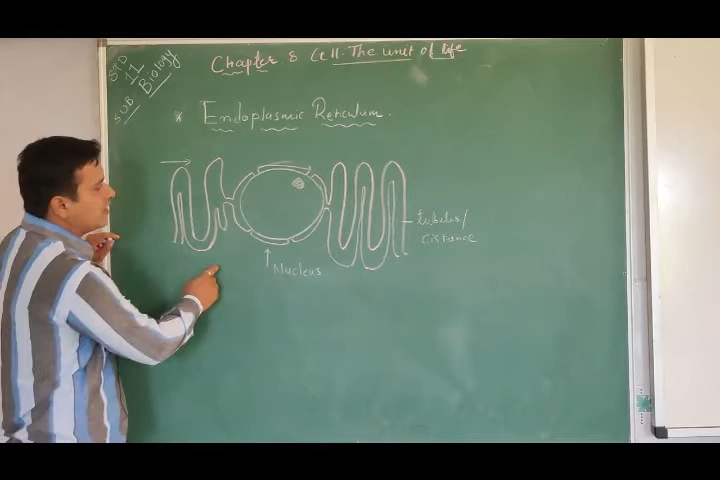 STD
11
SUB Biology
Chapter 8 Cell. The unit of life
* Endoplasmic Reticulum.
tubules/
Cisternae
Nucleus